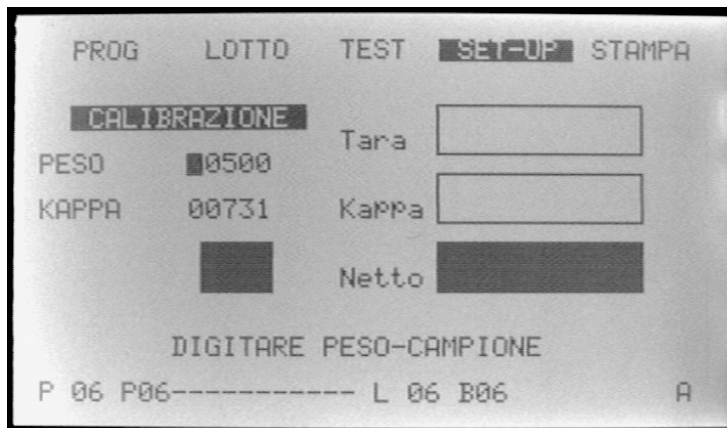 PROG LOTTO TEST SET-UP STAMPA
CALIBRAZIONE
Tara
PESO 00500
KAPPA 00731 Kappa
Netto
DIGITARE PESO-CAMPIONE
P 06 P06----------- L 06 B06 A